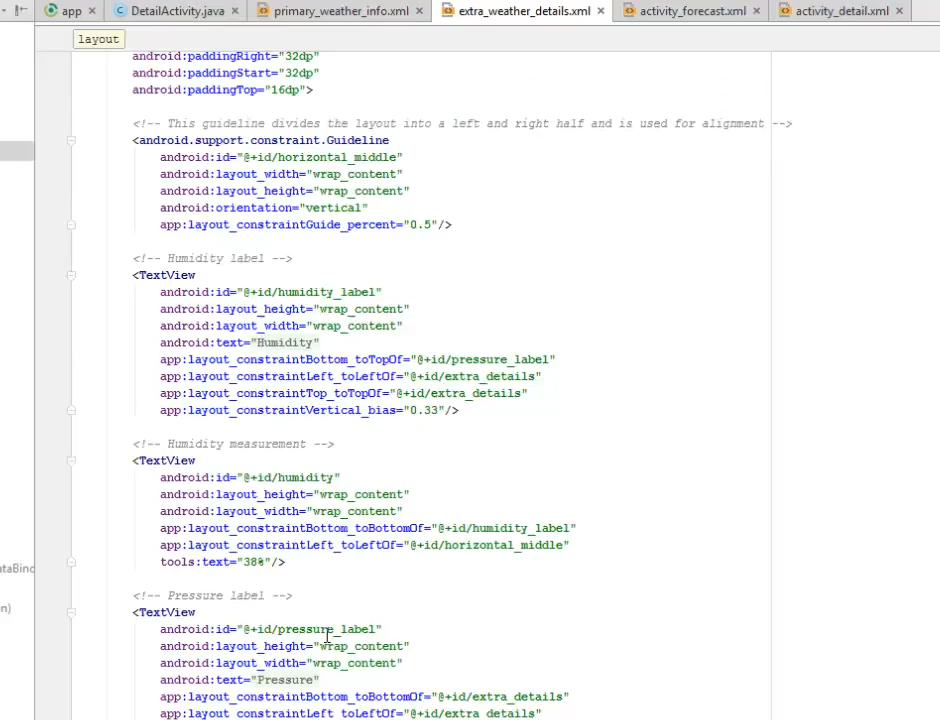 app
DetailActivity.java
primary_weather_info.xml
extra_weather_details.xml
activity_forecast.xml
activity_detail.xml
layout
android:paddingRight="32dp"
android:paddingStart="32dp"
android:paddingTop="16dp">
<!-- This guideline divides the layout into a left and right half and is used for alignment -->
<android.support.constraint.Guideline
android:id="@+id/horizontal_middle"
android:layout_width="wrap_content"
android:layout_height="wrap_content"
android:orientation="vertical"
app:layout_constraintGuide_percent="0.5"/>
<!-- Humidity label -->
<TextView
android:id="@+id/humidity_label"
android:layout_height="wrap_content"
android:layout_width="wrap_content"
android:text="Humidity"
app:layout_constraintBottom_toTopOf="@+id/pressure_label"
app:layout_constraintLeft_toLeftOf="@+id/extra_details"
app:layout_constraintTop_toTopOf="@+id/extra_details"
app:layout_constraintVertical_bias="0.33"/>
<!-- Humidity measurement -->
<TextView
android:id="@+id/humidity"
android:layout_height="wrap_content"
android:layout_width="wrap_content"
app:layout_constraintBottom_toBottomOf="@+id/humidity_label"
app:layout_constraintLeft_toLeftOf="@+id/horizontal_middle"
tools:text="38%"/>
ataBind
<!-- Pressure label -->
n)
<TextView
android:id="@+id/pressure_label"
android:layout_height="wrap_content"
android:layout_width="wrap_content"
android:text="Pressure"
app:layout_constraintBottom_toBottomOf="@+id/extra_details"
app:layout_constraintLeft_toLeftOf="@+id/extra_details"